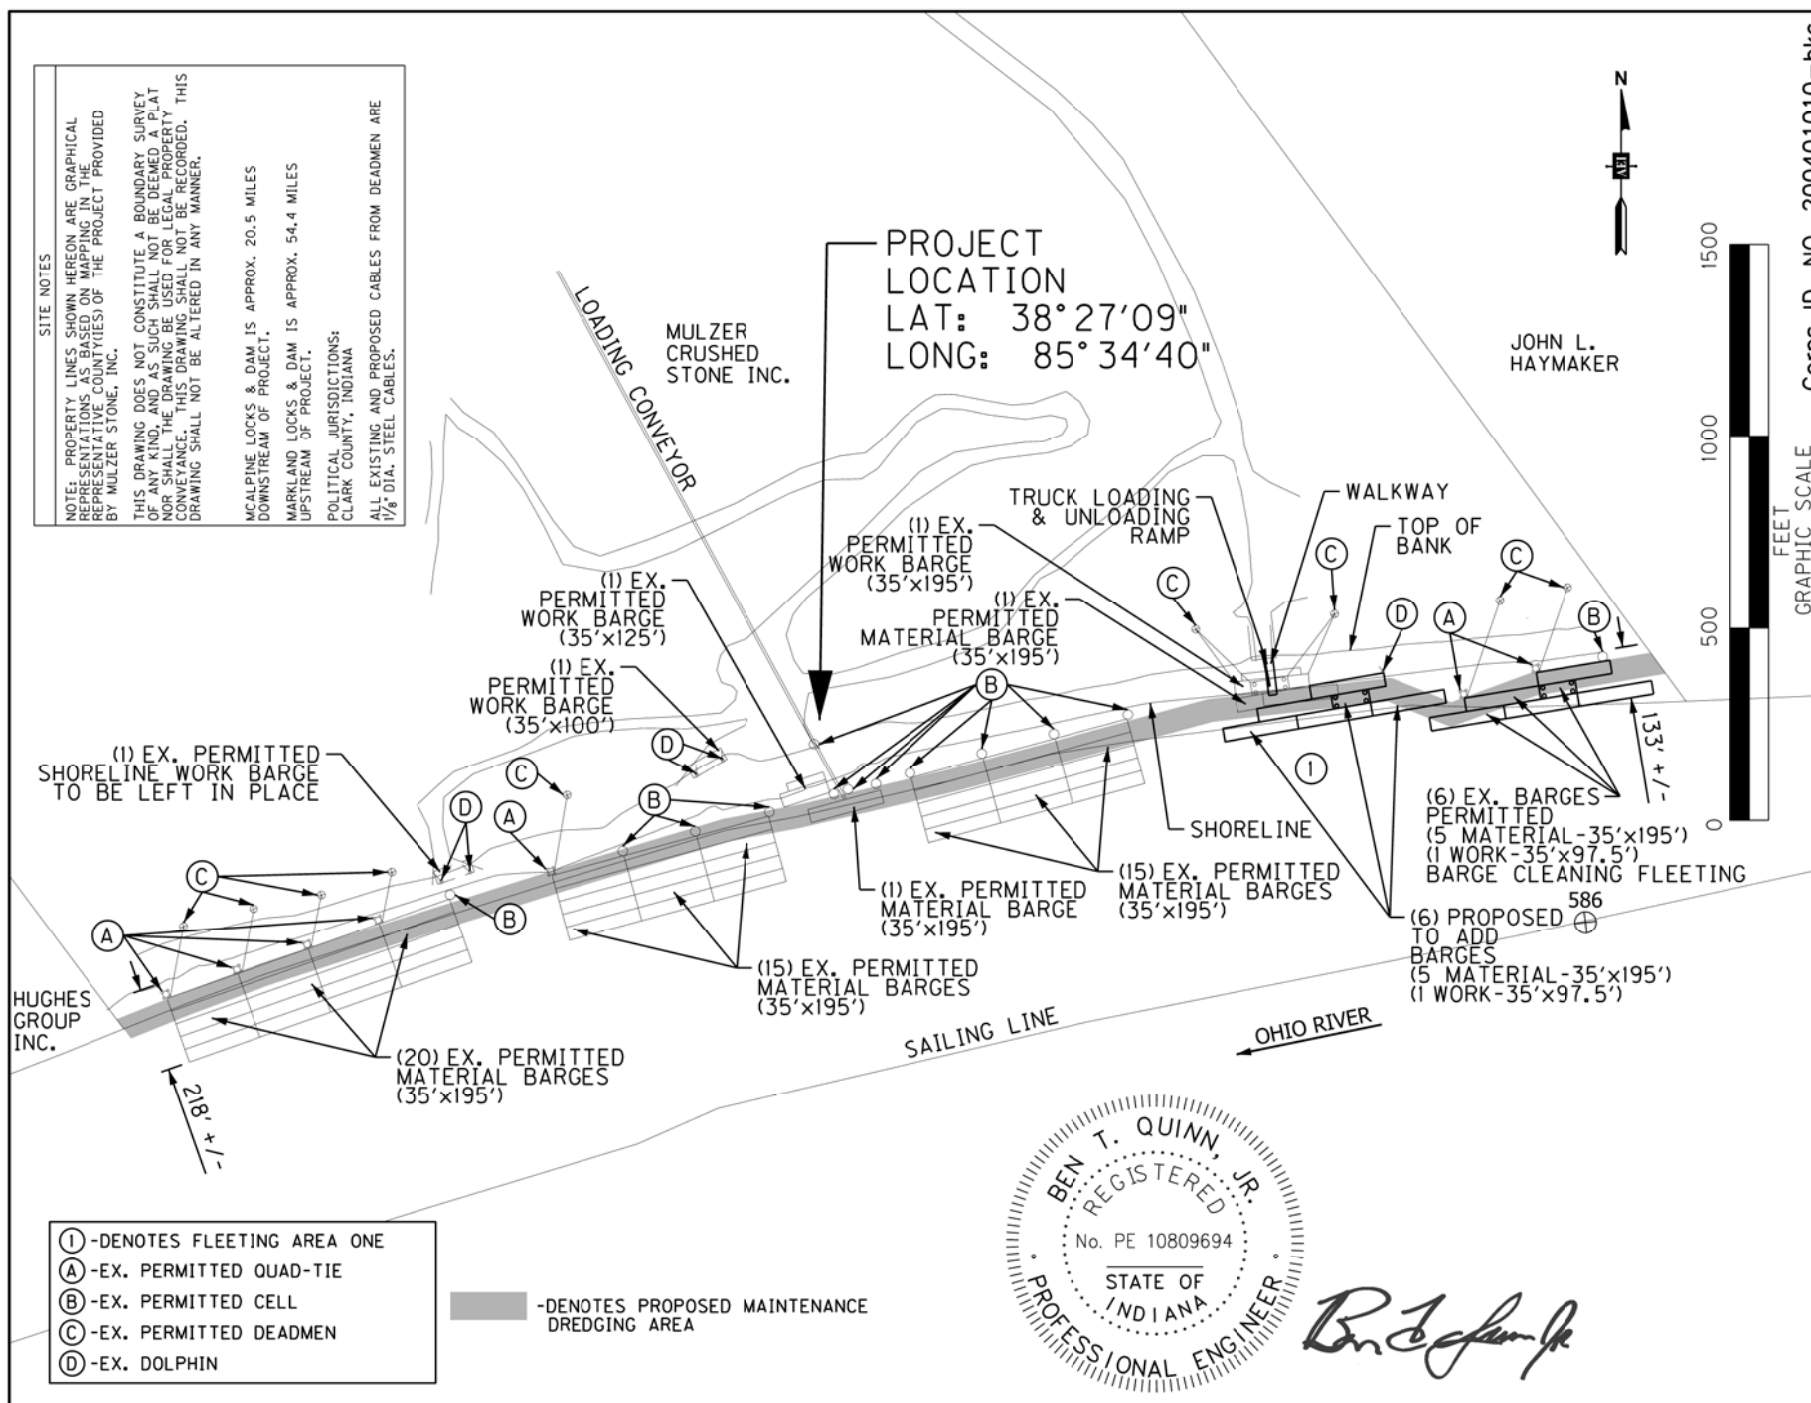 SITE NOTES
NOTE: PROPERTY LINES SHOWN HEREON ARE GRAPHICAL
REPRESENTATIONS AS BASED ON MAPPING IN THE
REPRESENTATIVE COUNTY(IES) OF THE PROJECT PROVIDED
BY MULZER STONE, INC.
THIS DRAWING DOES NOT CONSTITUTE A BOUNDARY SURVEY
OF ANY KIND, AND AS SUCH SHALL NOT BE DEEMED A PLAT
NOR SHALL THE DRAWING BE USED FOR LEGAL PROPERTY
CONVEYANCE. THIS DRAWING SHALL NOT BE RECORDED. THIS
DRAWING SHALL NOT BE ALTERED IN ANY MANNER.
MCALPINE LOCKS & DAM IS APPROX. 20.5 MILES
DOWNSTREAM OF PROJECT.
MARKLAND LOCKS & DAM IS APPROX. 54.4 MILES
UPSTREAM OF PROJECT.
POLITICAL JURISDICTIONS:
CLARK COUNTY, INDIANA
ALL EXISTING AND PROPOSED CABLES FROM DEADMEN ARE
1/8" DIA. STEEL CABLES.
PROJECT
LOCATION
LAT: 38°27'09"
LONG: 85°34'40"
LOADING CONVEYOR
MULZER
CRUSHED
STONE INC.
JOHN L.
HAYMAKER
N
1500
1000
500
0
FEET
GRAPHIC SCALE
TRUCK LOADING
& UNLOADING
RAMP
WALKWAY
TOP OF
BANK
(1) EX.
PERMITTED
WORK BARGE
(35'x195')
(1) EX.
PERMITTED
MATERIAL BARGE
(35'x195')
(1) EX.
PERMITTED
WORK BARGE
(35'x125')
(1) EX.
PERMITTED
WORK BARGE
(35'x100')
(1) EX. PERMITTED
SHORELINE WORK BARGE
TO BE LEFT IN PLACE
C
C
C
D
A
B
B
D
C
B
D
A
C
B
A
1
133' +/-
SHORELINE
(6) EX. BARGES
PERMITTED
(5 MATERIAL-35'x195')
(1 WORK-35'x97.5')
BARGE CLEANING FLEETING
586
(15) EX. PERMITTED
MATERIAL BARGES
(35'x195')
(1) EX. PERMITTED
MATERIAL BARGE
(35'x195')
(6) PROPOSED
TO ADD
BARGES
(5 MATERIAL-35'x195')
(1 WORK-35'x97.5')
(15) EX. PERMITTED
MATERIAL BARGES
(35'x195')
HUGHES
GROUP
INC.
(20) EX. PERMITTED
MATERIAL BARGES
(35'x195')
218' +/-
SAILING LINE
OHIO RIVER
BEN T. QUINN, JR.
REGISTERED
No. PE 10809694
STATE OF
INDIANA
PROFESSIONAL ENGINEER
1 -DENOTES FLEETING AREA ONE
A -EX. PERMITTED QUAD-TIE
B -EX. PERMITTED CELL
C -EX. PERMITTED DEADMEN
D -EX. DOLPHIN
-DENOTES PROPOSED MAINTENANCE
DREDGING AREA